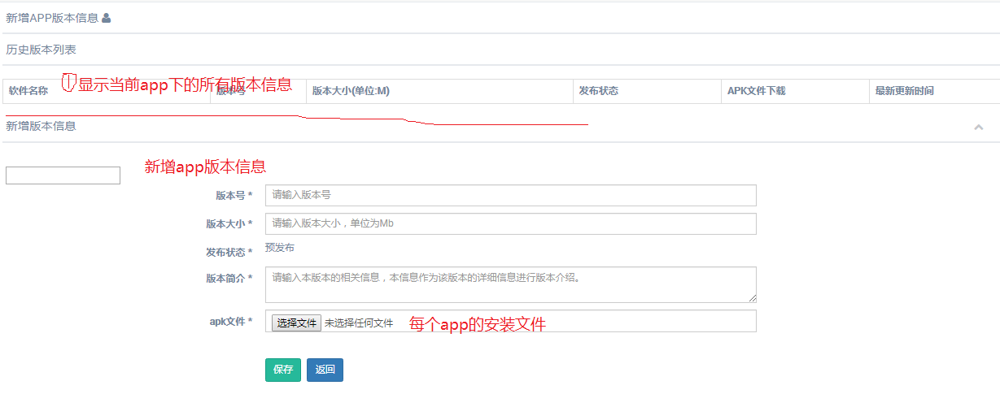 新增APP版本信息
历史版本列表
①显示当前app下的所有版本信息
软件名称 版本号 版本大小(单位:M) 发布状态 APK文件下载 最新更新时间
新增版本信息
新增app版本信息
版本号 * 请输入版本号
版本大小 * 请输入版本大小，单位为Mb
发布状态 * 预发布
版本简介 * 请输入本版本的相关信息，本信息作为该版本的详细信息进行版本介绍。
apk文件 * 选择文件 未选择任何文件 每个app的安装文件
保存 返回